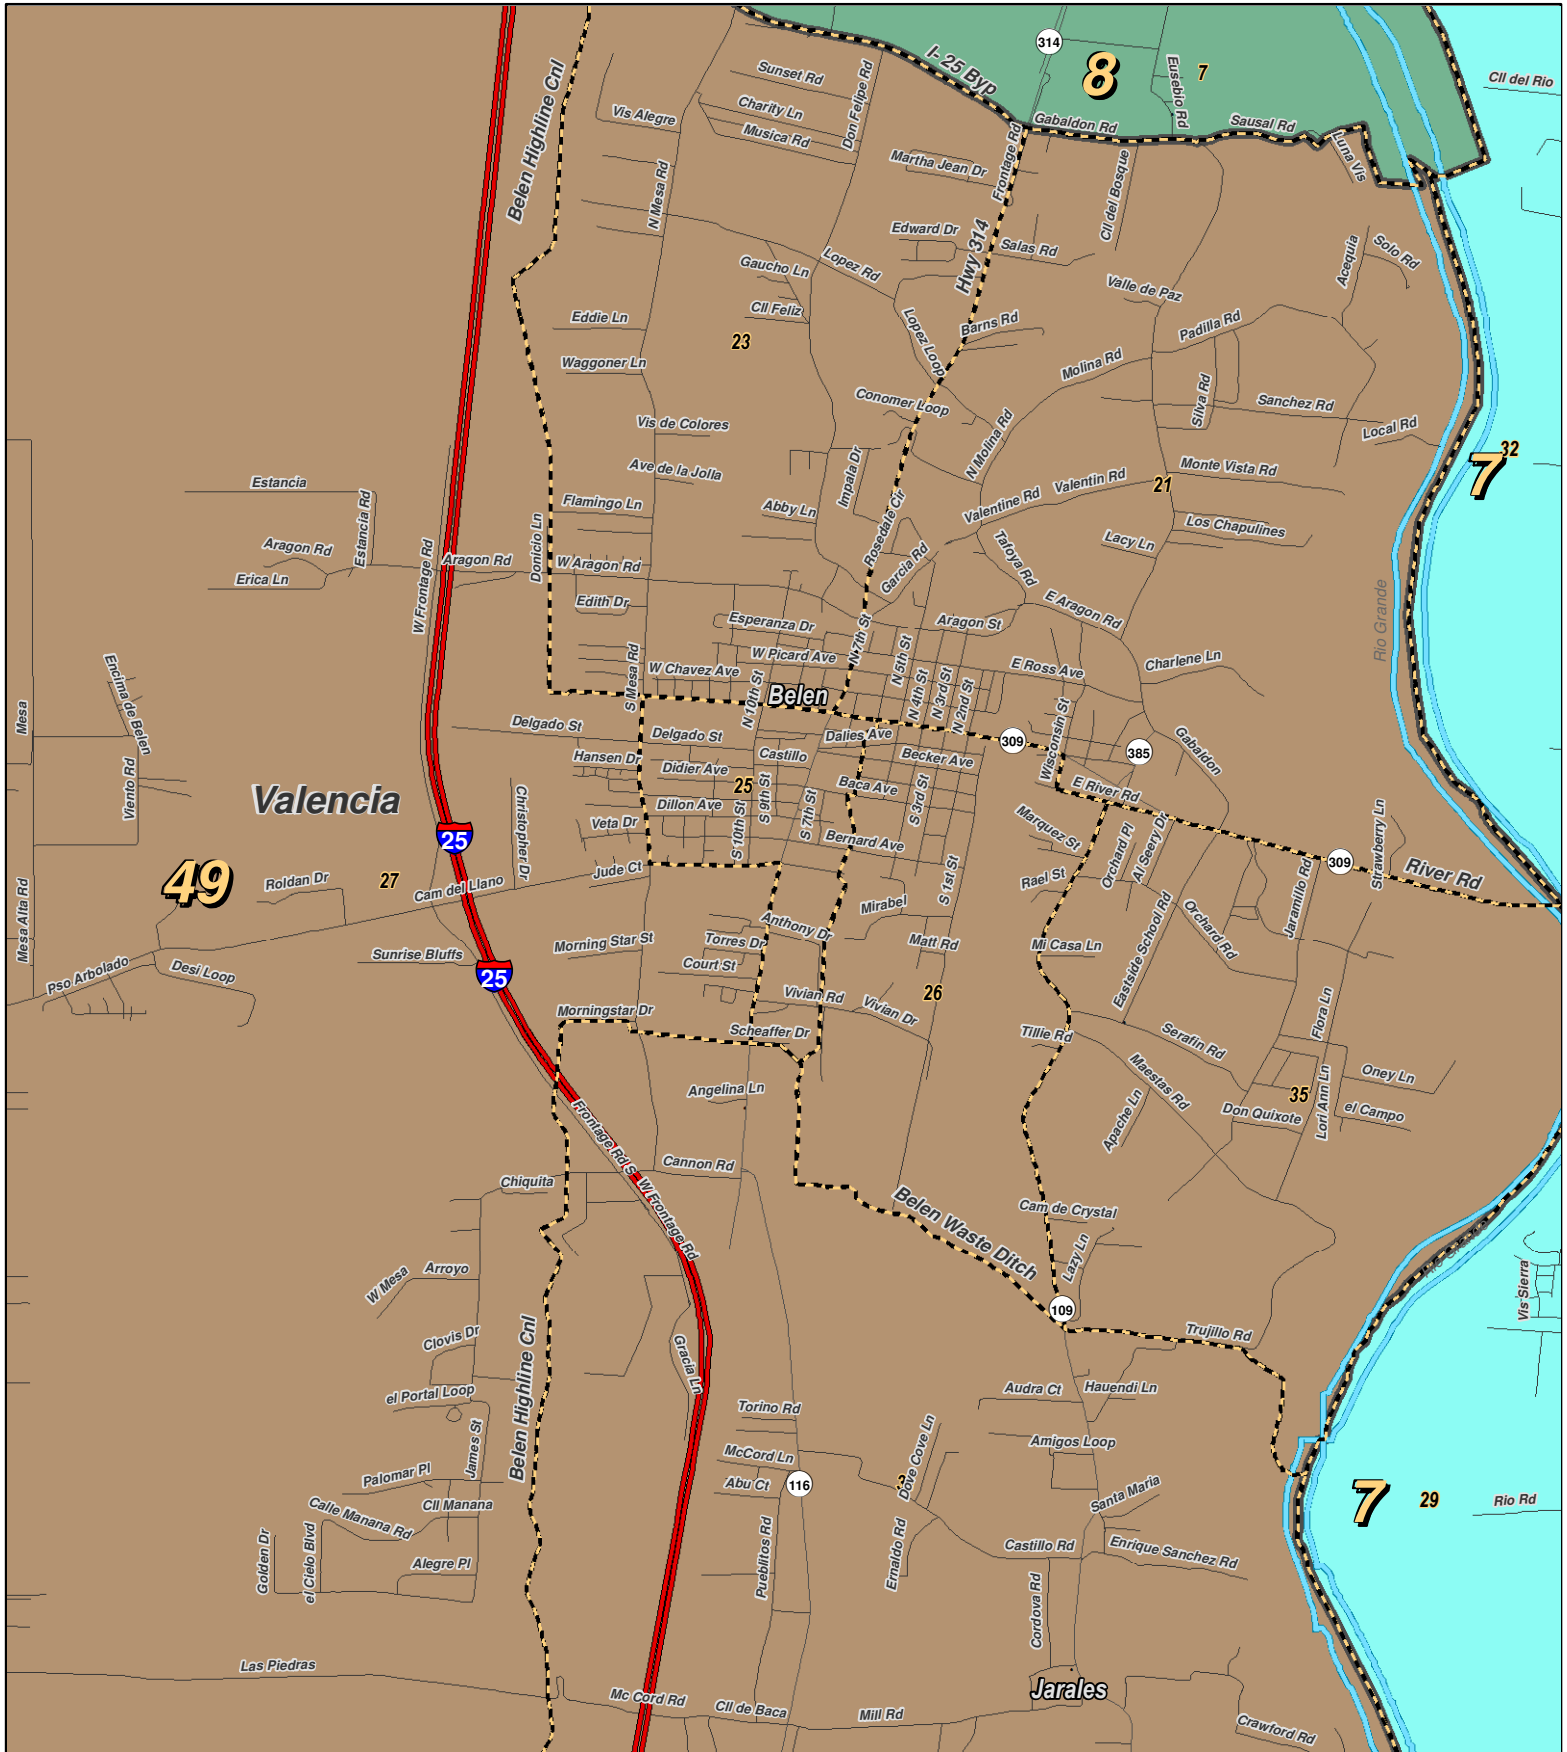 314
8
7
Cll del Rio
I- 25 Byp
Eusebio Rd
Sunset Rd
Don Felipe Rd
Belen Highline Cnl
Charity Ln
Vis Alegre
Musica Rd
Gabaldon Rd
Sausal Rd
Luna Vis
Frontage Rd
Martha Jean Dr
N Mesa Rd
Cll del Bosque
Edward Dr
Salas Rd
Hwy 314
Acequia
Solo Rd
Gaucho Ln
Lopez Rd
Valle de Paz
Cll Feliz
Eddie Ln
Lopez Loop
Barns Rd
Padilla Rd
23
Waggoner Ln
Molina Rd
Silva Rd
Conomer Loop
Sanchez Rd
Vis de Colores
Local Rd
N Molina Rd
32
7
Ave de la Jolla
Impala Dr
Monte Vista Rd
Valentin Rd
21
Estancia
Flamingo Ln
Abby Ln
Valentine Rd
Rosedale Cir
Los Chapulines
Estancia Rd
Aragon Rd
Aragon Rd
Donicio Ln
W Aragon Rd
Garcia Rd
Tafoya Rd
Lacy Ln
Erica Ln
W Frontage Rd
Edith Dr
E Aragon Rd
Rio Grande
Esperanza Dr
Aragon St
N 7th St
W Picard Ave
N 5th St
E Ross Ave
Charlene Ln
Encima de Belen
S Mesa Rd
W Chavez Ave
Belen
N 10th St
N 4th St
N 3rd St
N 2nd St
Mesa
Delgado St
Delgado St
Dalies Ave
309
Wisconsin St
385
Gabaldon
Hansen Dr
Didier Ave
Castillo
Becker Ave
25
Baca Ave
E River Rd
Valencia
Viento Rd
Christopher Dr
Dillon Ave
S 9th St
S 7th St
S 3rd St
Marquez St
Strawberry Ln
25
Veta Dr
S 10th St
Bernard Ave
Orchard Pl
Al Seery Dr
309
River Rd
49
Roldan Dr
27
Cam del Llano
Jude Ct
Rael St
S 1st St
Jaramillo Rd
Mesa Alta Rd
Mirabel
Anthony Dr
Orchard Rd
Eastside School Rd
Sunrise Bluffs
Morning Star St
Torres Dr
Matt Rd
Mi Casa Ln
Pso Arbolado
Desi Loop
25
Court St
26
Vivian Rd
Vivian Dr
Flora Ln
Morningstar Dr
Scheaffer Dr
Tillie Rd
Serafin Rd
Maestas Rd
Angelina Ln
35
Lori Ann Ln
Oney Ln
Don Quixote
el Campo
Apache Ln
Frontage Rd S
Cannon Rd
Chiquita
W Frontage Rd
Belen Waste Ditch
Cam de Crystal
Lazy Ln
Arroyo
W Mesa
Vis Sierra
109
Trujillo Rd
Clovis Dr
Belen Highline Cnl
Gracia Ln
el Portal Loop
Audra Ct
Hauendi Ln
Torino Rd
James St
Dove Cove Ln
Amigos Loop
McCord Ln
Palomar Pl
Abu Ct
116
3
Santa Maria
7
29
Rio Rd
Cll Manana
Calle Manana Rd
Golden Dr
el Cielo Blvd
Alegre Pl
Pueblitos Rd
Ernaldo Rd
Castillo Rd
Enrique Sanchez Rd
Cordova Rd
Las Piedras
Mc Cord Rd
Cll de Baca
Mill Rd
Jarales
Crawford Rd